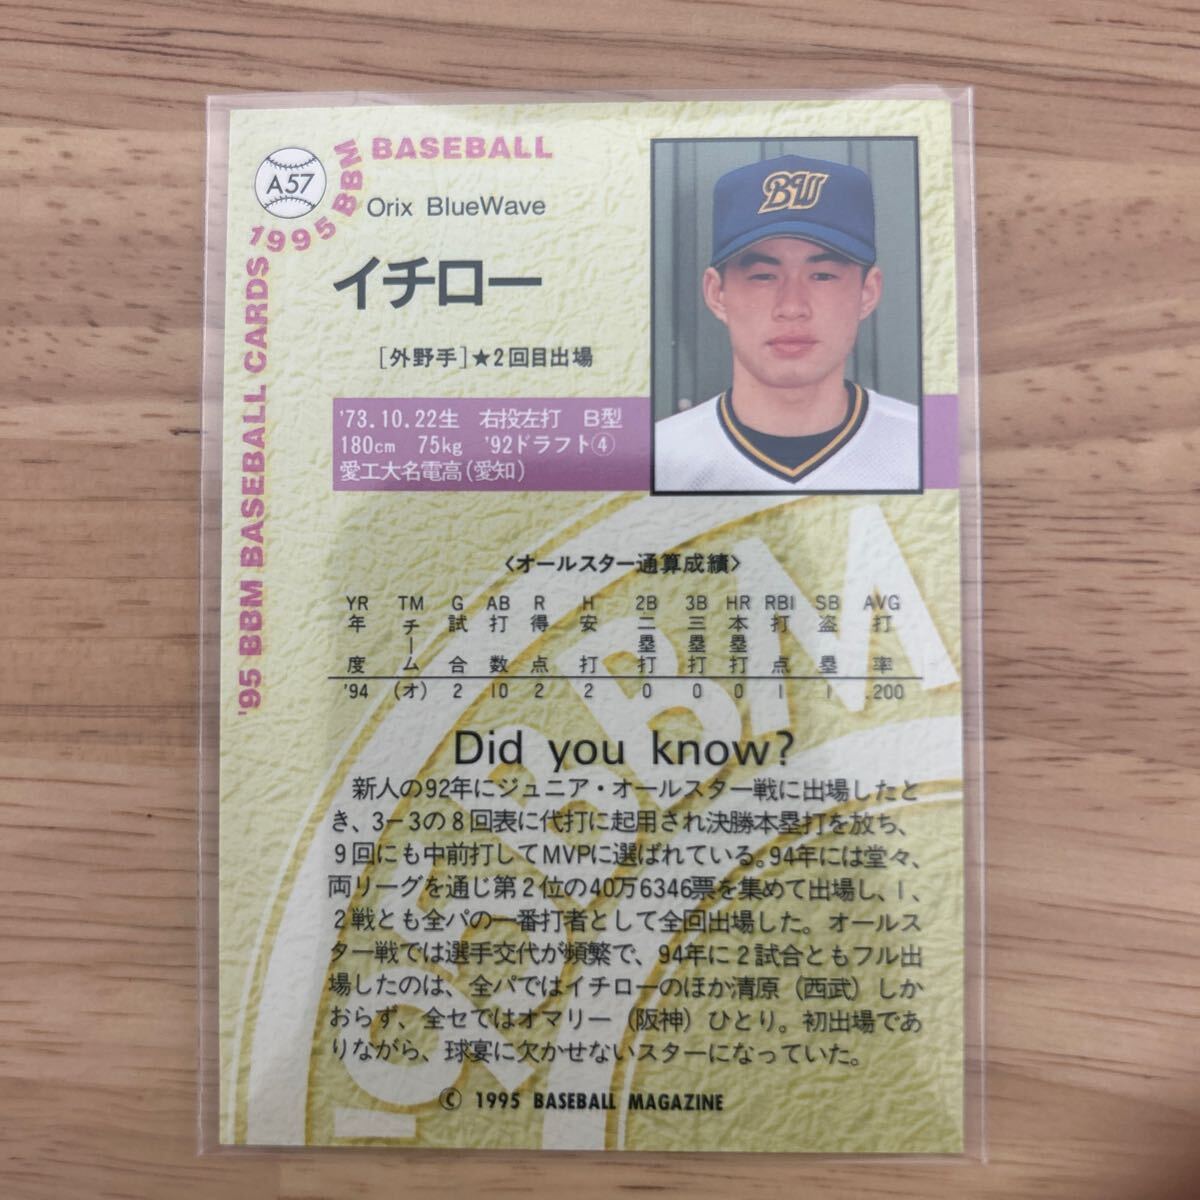 A57
'95 BBM BASEBALL CARDS 1995 BBM BASEBALL
BW
Orix BlueWave
イチロー
[外野手]★2回目出場
'73.10.22生 右投左打 B型
180cm 75kg '92ドラフト④
愛工大名電高(愛知)
〈オールスター通算成績〉
YR TM G AB R H 2B 3B HR RBI SB AVG
年度 チーム 試合 打数 得点 安打 二塁打 三塁打 本塁打 打点 盗塁 打率
'94 (オ) 2 10 2 2 0 0 0 1 1 .200
Did you know?
新人の92年にジュニア・オールスター戦に出場したと
き、3−3の8回表に代打に起用され決勝本塁打を放ち、
9回にも中前打してMVPに選ばれている。94年には堂々、
両リーグを通じ第2位の40万6346票を集めて出場し、1、
2戦とも全パの一番打者として全回出場した。オールス
ター戦では選手交代が頻繁で、94年に2試合ともフル出
場したのは、全パではイチローのほか清原(西武)しか
おらず、全セではオマリー(阪神)ひとり。初出場であ
りながら、球宴に欠かせないスターになっていた。
© 1995 BASEBALL MAGAZINE
'95 BBM